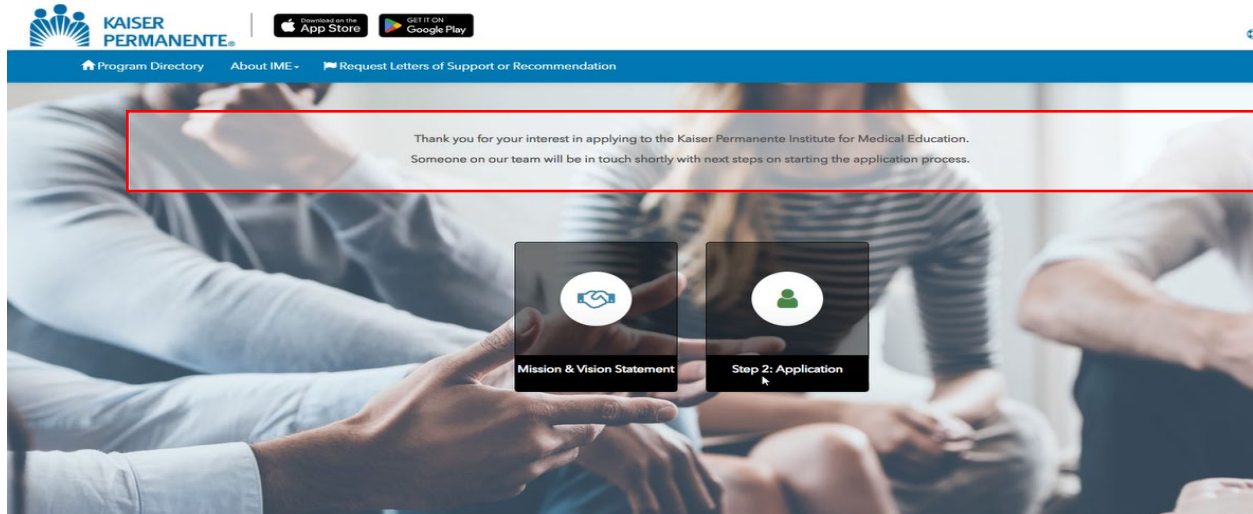 KAISER
PERMANENTE®
Download on the
App Store
GET IT ON
Google Play
Program Directory About IME Request Letters of Support or Recommendation
Thank you for your interest in applying to the Kaiser Permanente Institute for Medical Education.
Someone on our team will be in touch shortly with next steps on starting the application process.
Mission & Vision Statement
Step 2: Application